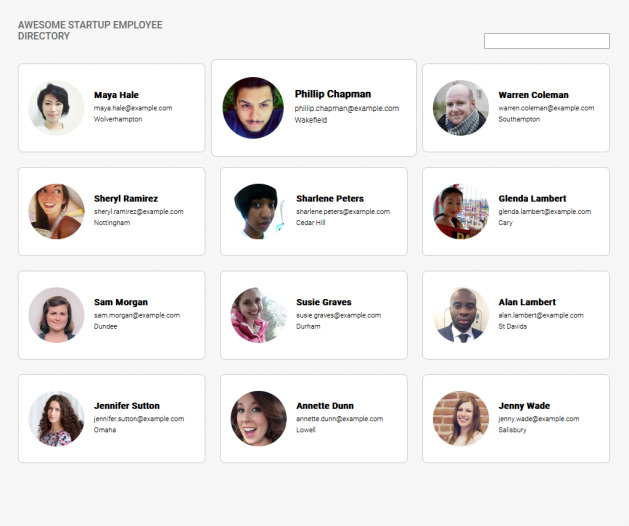 AWESOME STARTUP EMPLOYEE
DIRECTORY
Maya Hale
maya.hale@example.com
Wolverhampton
Phillip Chapman
phillip.chapman@example.com
Wakefield
Warren Coleman
warren.coleman@example.com
Southampton
Sheryl Ramirez
sheryl.ramirez@example.com
Nottingham
Sharlene Peters
sharlene.peters@example.com
Cedar Hill
Glenda Lambert
glenda.lambert@example.com
Cary
Sam Morgan
sam.morgan@example.com
Dundee
Susie Graves
susie.graves@example.com
Durham
Alan Lambert
alan.lambert@example.com
St Davids
Jennifer Sutton
jennifer.sutton@example.com
Omaha
Annette Dunn
annette.dunn@example.com
Lowell
Jenny Wade
jenny.wade@example.com
Salisbury